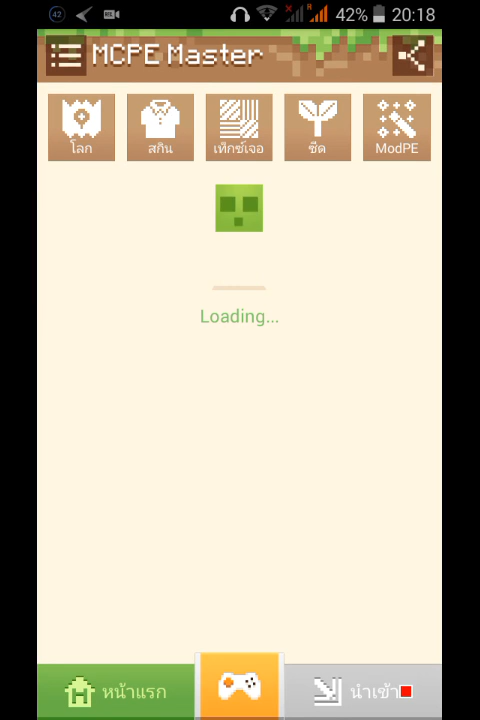 42 42% 20:18
MCPE Master
โลก สกิน เท็กซ์เจอ ซีด ModPE
Loading...
หน้าแรก นำเข้า